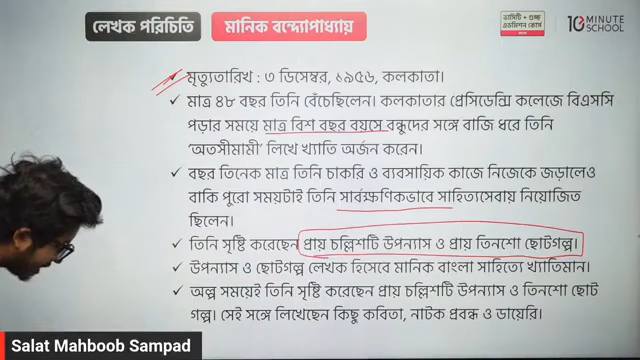 লেখক পরিচিতি
মানিক বন্দ্যোপাধ্যায়
ভার্সিটি + গুচ্ছ
এডমিশন কোর্স
10 MINUTE
SCHOOL
মৃত্যুতারিখ : ৩ ডিসেম্বর, ১৯৫৬, কলকাতা।
✓ মাত্র ৪৮ বছর তিনি বেঁচেছিলেন। কলকাতার প্রেসিডেন্সি কলেজে বিএসসি
পড়ার সময়ে মাত্র বিশ বছর বয়সে বন্ধুদের সঙ্গে বাজি ধরে তিনি
‘অতসীমামী’ লিখে খ্যাতি অর্জন করেন।
✓ বছর তিনেক মাত্র তিনি চাকরি ও ব্যবসায়িক কাজে নিজেকে জড়ালেও
বাকি পুরো সময়টাই তিনি সার্বক্ষণিকভাবে সাহিত্যসেবায় নিয়োজিত
ছিলেন।
✓ তিনি সৃষ্টি করেছেন প্রায় চল্লিশটি উপন্যাস ও প্রায় তিনশো ছোটগল্প।
✓ উপন্যাস ও ছোটগল্প লেখক হিসেবে মানিক বাংলা সাহিত্যে খ্যাতিমান।
✓ অল্প সময়েই তিনি সৃষ্টি করেছেন প্রায় চল্লিশটি উপন্যাস ও তিনশো ছোট
গল্প। সেই সঙ্গে লিখেছেন কিছু কবিতা, নাটক প্রবন্ধ ও ডায়েরি।
Salat Mahboob Sampad